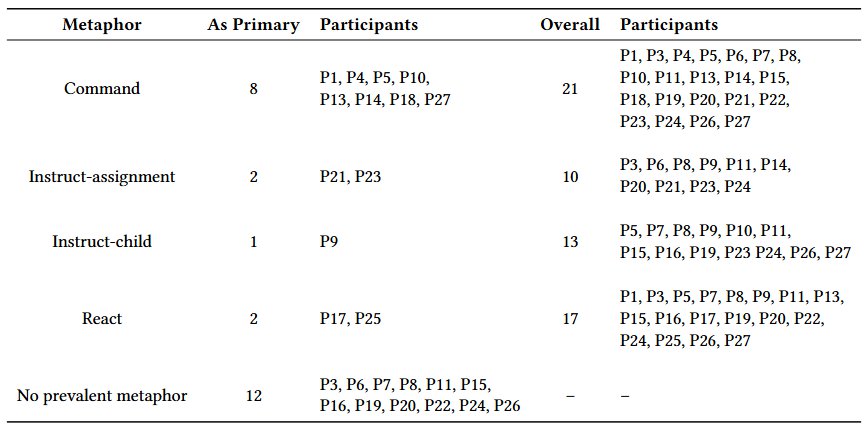 Metaphor As Primary Participants Overall Participants
Command 8 P1, P4, P5, P10, P13, P14, P18, P27 21 P1, P3, P4, P5, P6, P7, P8,
P10, P11, P13, P14, P15,
P18, P19, P20, P21, P22,
P23, P24, P26, P27
Instruct-assignment 2 P21, P23 10 P3, P6, P8, P9, P11, P14,
P20, P21, P23, P24
Instruct-child 1 P9 13 P5, P7, P8, P9, P10, P11,
P15, P16, P19, P23 P24, P26, P27
React 2 P17, P25 17 P1, P3, P5, P7, P8, P9, P11, P13,
P15, P16, P17, P19, P20, P22,
P24, P25, P26, P27
No prevalent metaphor 12 P3, P6, P7, P8, P11, P15,
P16, P19, P20, P22, P24, P26 – –